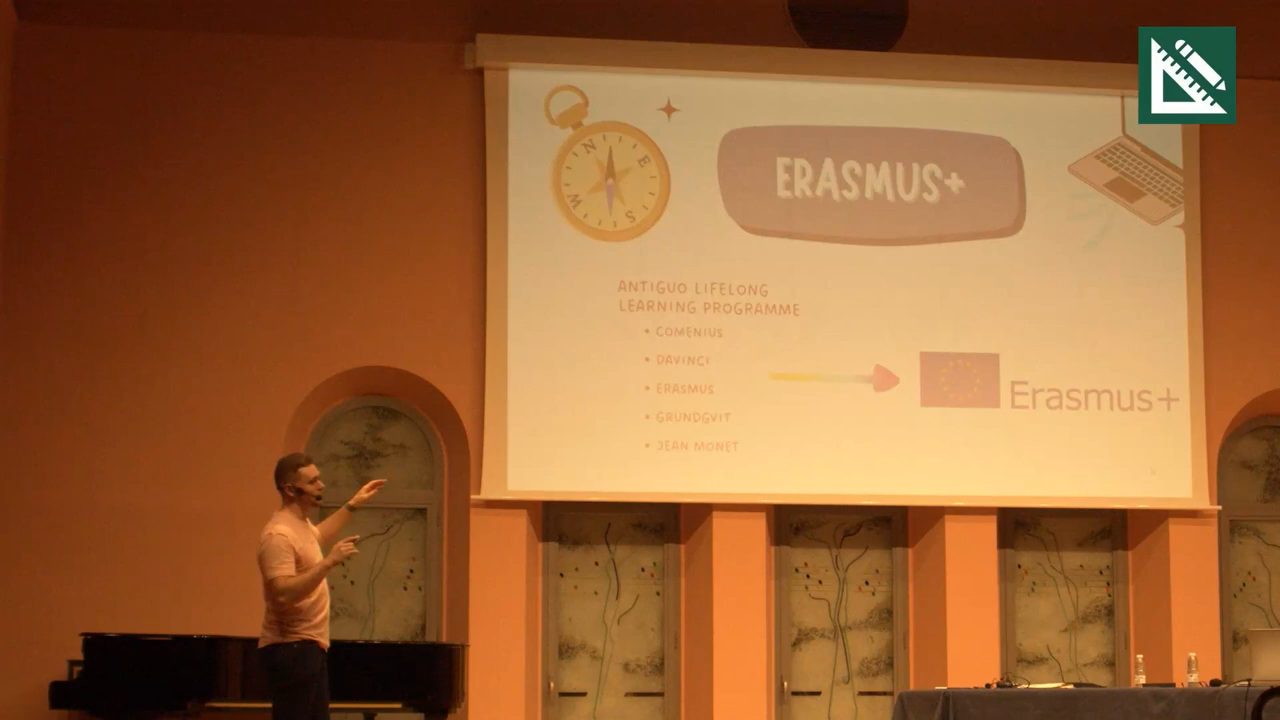 N
E
W
S
ERASMUS+
ANTIGUO LIFELONG
LEARNING PROGRAMME
• COMENIUS
• DAVINCI
• ERASMUS
• GRUNDGVIT
• JEAN MONET
Erasmus+